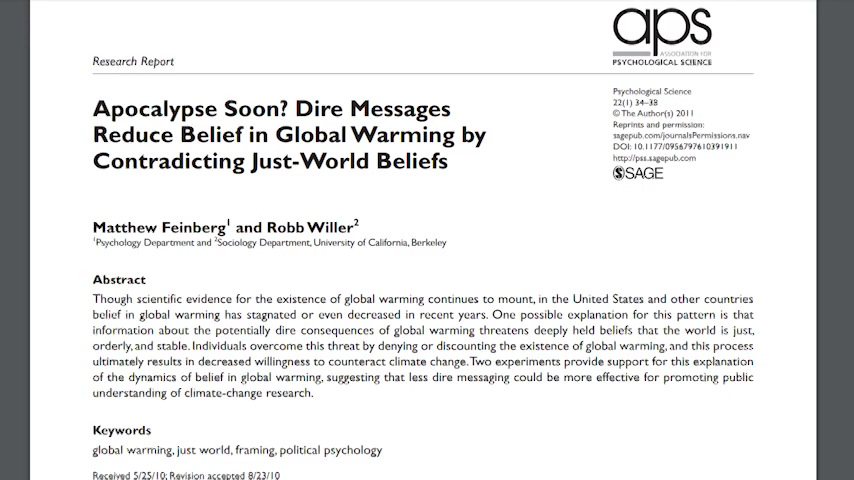 aps
ASSOCIATION FOR
PSYCHOLOGICAL SCIENCE
Research Report
Apocalypse Soon? Dire Messages
Reduce Belief in Global Warming by
Contradicting Just-World Beliefs
Psychological Science
22(1) 34–38
© The Author(s) 2011
Reprints and permission:
sagepub.com/journalsPermissions.nav
DOI: 10.1177/0956797610391911
http://pss.sagepub.com
SAGE
Matthew Feinberg1 and Robb Willer2
1Psychology Department and 2Sociology Department, University of California, Berkeley
Abstract
Though scientific evidence for the existence of global warming continues to mount, in the United States and other countries
belief in global warming has stagnated or even decreased in recent years. One possible explanation for this pattern is that
information about the potentially dire consequences of global warming threatens deeply held beliefs that the world is just,
orderly, and stable. Individuals overcome this threat by denying or discounting the existence of global warming, and this process
ultimately results in decreased willingness to counteract climate change. Two experiments provide support for this explanation
of the dynamics of belief in global warming, suggesting that less dire messaging could be more effective for promoting public
understanding of climate-change research.
Keywords
global warming, just world, framing, political psychology
Received 5/25/10; Revision accepted 8/23/10